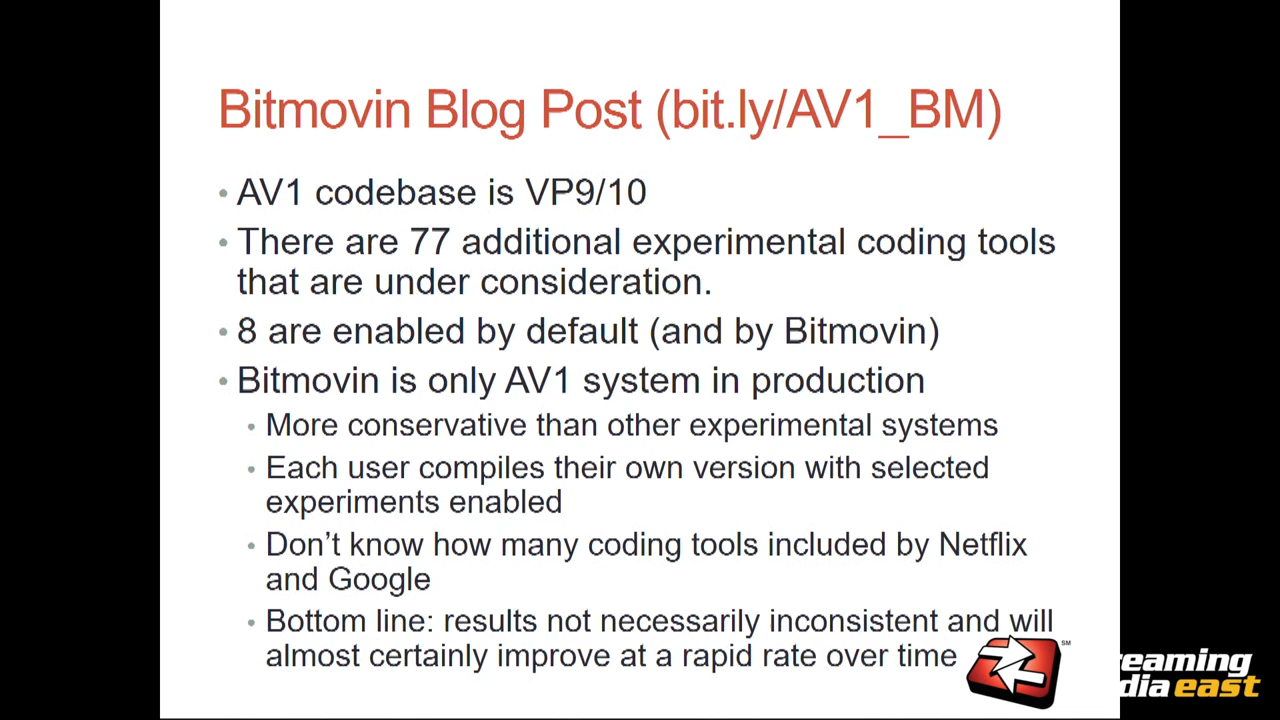 Bitmovin Blog Post (bit.ly/AV1_BM)
• AV1 codebase is VP9/10
• There are 77 additional experimental coding tools
that are under consideration.
• 8 are enabled by default (and by Bitmovin)
• Bitmovin is only AV1 system in production
• More conservative than other experimental systems
• Each user compiles their own version with selected
experiments enabled
• Don’t know how many coding tools included by Netflix
and Google
• Bottom line: results not necessarily inconsistent and will
almost certainly improve at a rapid rate over time
SM
reaming
dia east